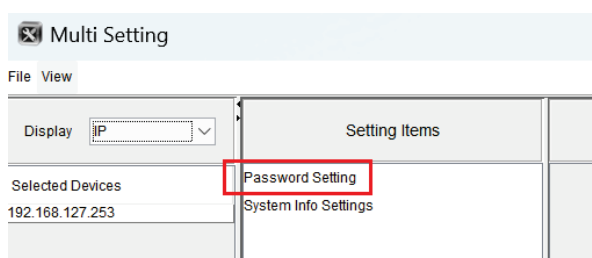 Multi Setting
File View
Display IP
Setting Items
Selected Devices
192.168.127.253
Password Setting
System Info Settings